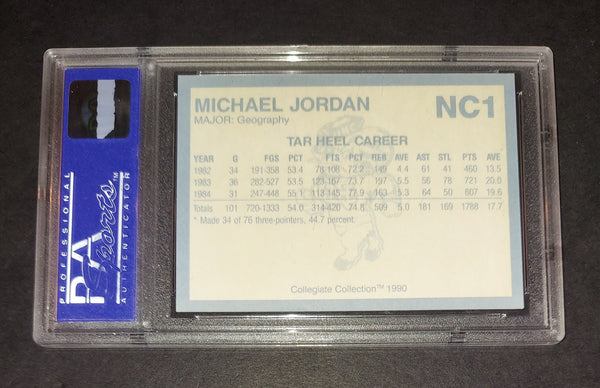 PROFESSIONAL
PSA
Sports™
AUTHENTICATOR
MICHAEL JORDAN
NC1
MAJOR: Geography
TAR HEEL CAREER
YEAR G FGS PCT FTS PCT REB AVE AST STL PTS AVE
1982 34 191-358 53.4 78-108 72.2 149 4.4 61 41 460 13.5
1983 36 282-527 53.5 123-167 73.7 197 5.5 56 78 721 20.0
1984 31 247-448 55.1 113-145 77.9 163 5.3 64 50 607 19.6
Totals 101 720-1333 54.0 314-420 74.8 509 5.0 181 169 1788 17.7
* Made 34 of 76 three-pointers, 44.7 percent.
Collegiate Collection™ 1990